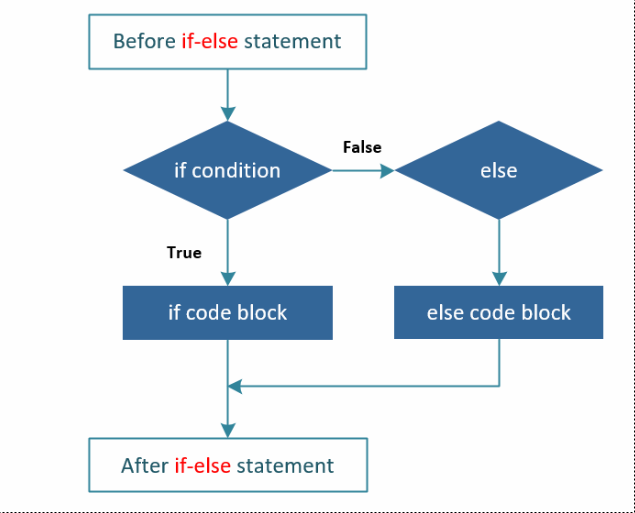 Before if-else statement
False
if condition
else
True
if code block
else code block
After if-else statement